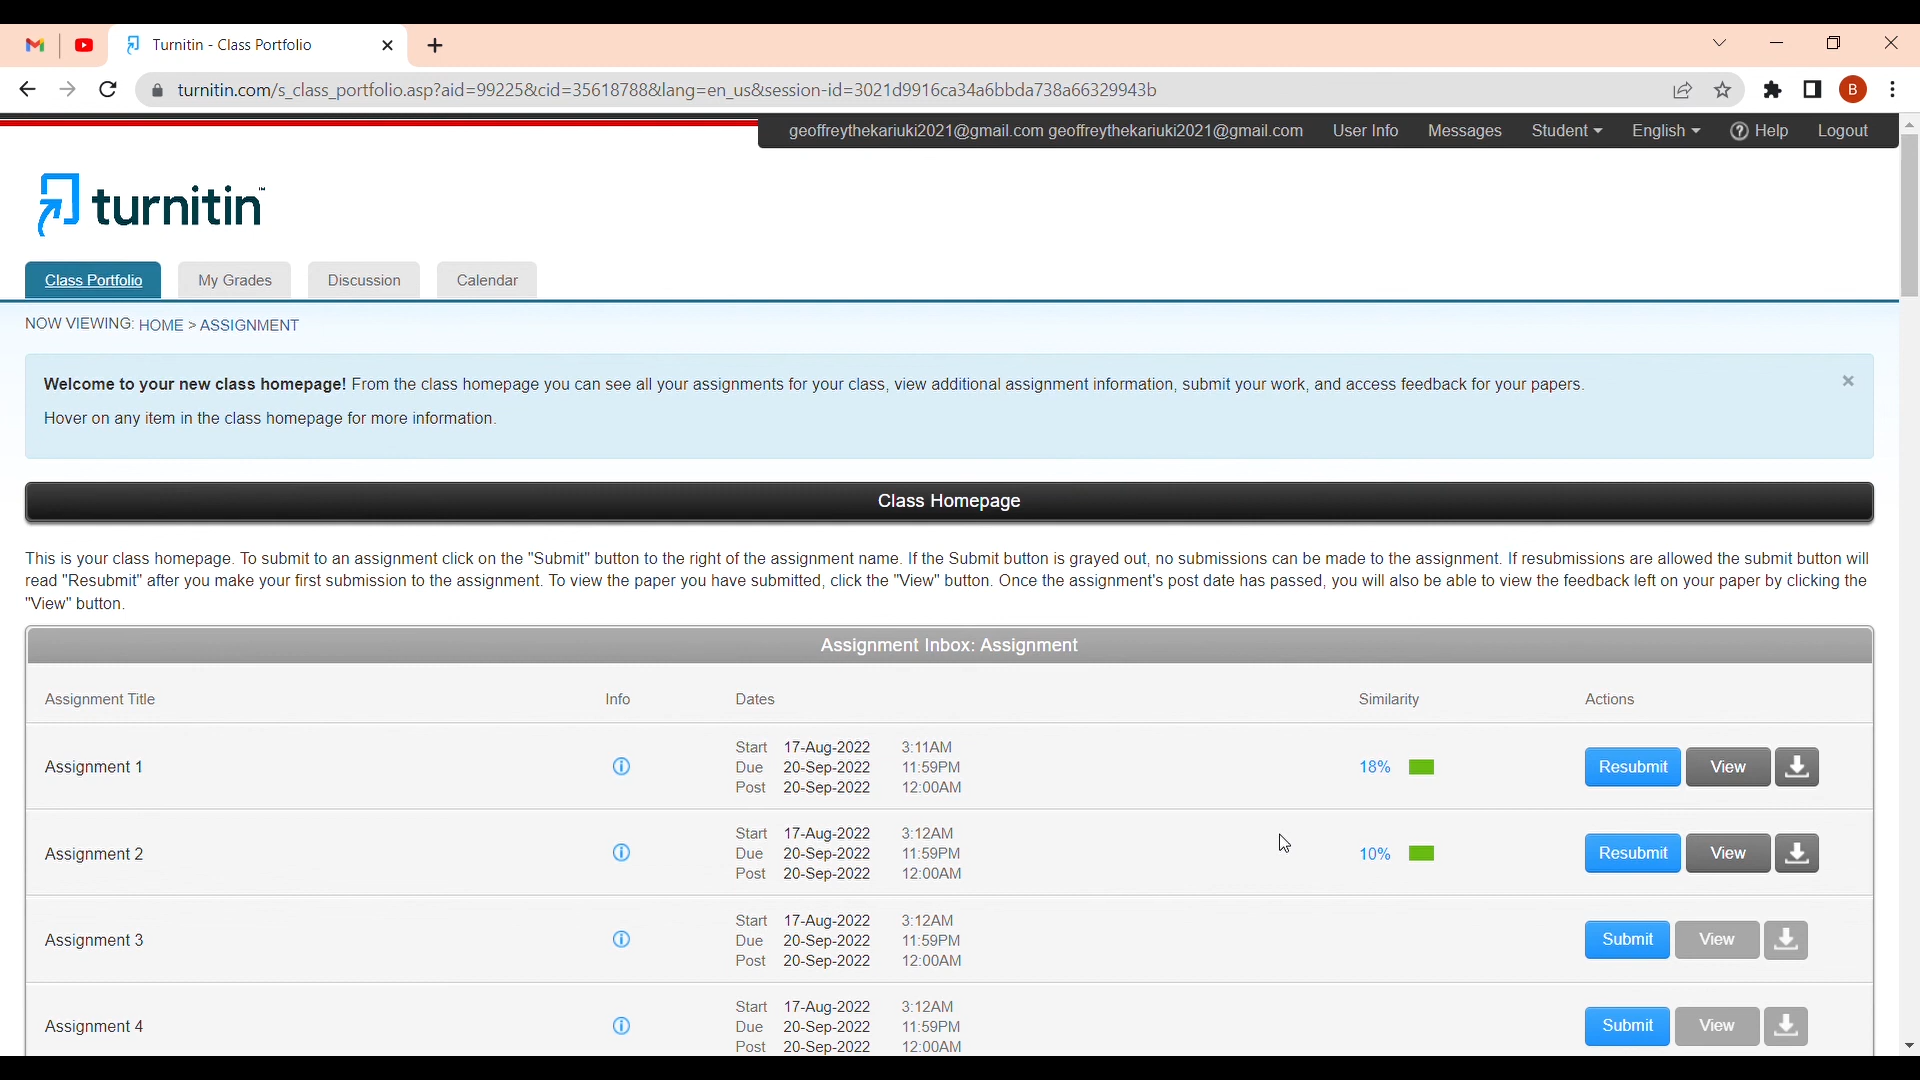 Turnitin - Class Portfolio
turnitin.com/s_class_portfolio.asp?aid=99225&cid=35618788&lang=en_us&session-id=3021d9916ca34a6bbda738a66329943b
B
geoffreythekariuki2021@gmail.com geoffreythekariuki2021@gmail.com User Info Messages Student English Help Logout
turnitin™
Class Portfolio My Grades Discussion Calendar
NOW VIEWING: HOME > ASSIGNMENT
Welcome to your new class homepage! From the class homepage you can see all your assignments for your class, view additional assignment information, submit your work, and access feedback for your papers.
Hover on any item in the class homepage for more information.
Class Homepage
This is your class homepage. To submit to an assignment click on the "Submit" button to the right of the assignment name. If the Submit button is grayed out, no submissions can be made to the assignment. If resubmissions are allowed the submit button will
read "Resubmit" after you make your first submission to the assignment. To view the paper you have submitted, click the "View" button. Once the assignment's post date has passed, you will also be able to view the feedback left on your paper by clicking the
"View" button.
Assignment Inbox: Assignment
Assignment Title Info Dates Similarity Actions
Start 17-Aug-2022 3:11AM
Assignment 1 Due 20-Sep-2022 11:59PM 18% Resubmit View
Post 20-Sep-2022 12:00AM
Start 17-Aug-2022 3:12AM
Assignment 2 Due 20-Sep-2022 11:59PM 10% Resubmit View
Post 20-Sep-2022 12:00AM
Start 17-Aug-2022 3:12AM
Assignment 3 Due 20-Sep-2022 11:59PM Submit View
Post 20-Sep-2022 12:00AM
Start 17-Aug-2022 3:12AM
Assignment 4 Due 20-Sep-2022 11:59PM Submit View
Post 20-Sep-2022 12:00AM